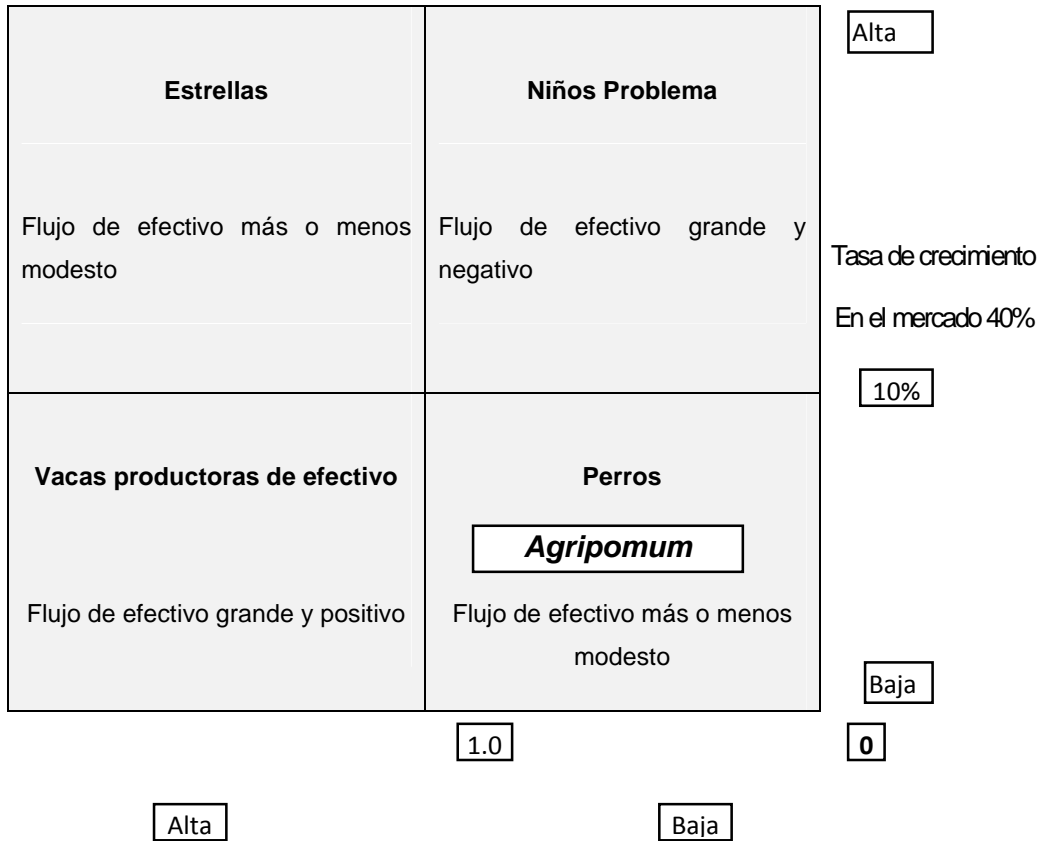 Alta
Estrellas
Niños Problema
Flujo de efectivo más o menos
modesto
Flujo de efectivo grande y
negativo
Tasa de crecimiento
En el mercado 40%
10%
Vacas productoras de efectivo
Perros
Agripomum
Flujo de efectivo grande y positivo
Flujo de efectivo más o menos
modesto
Baja
1.0
0
Alta
Baja